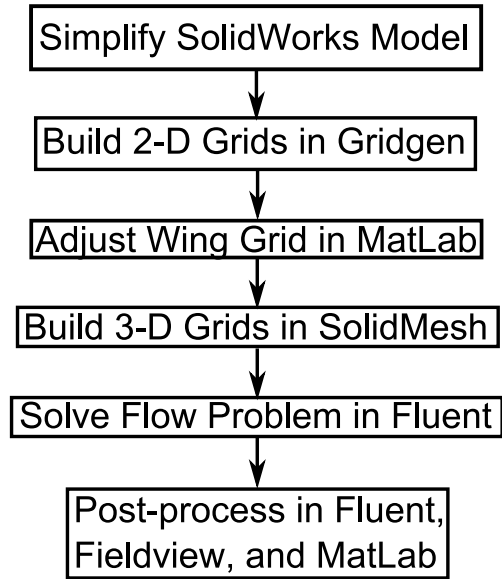 Simplify SolidWorks Model
Build 2-D Grids in Gridgen
Adjust Wing Grid in MatLab
Build 3-D Grids in SolidMesh
Solve Flow Problem in Fluent
Post-process in Fluent,
Fieldview, and MatLab